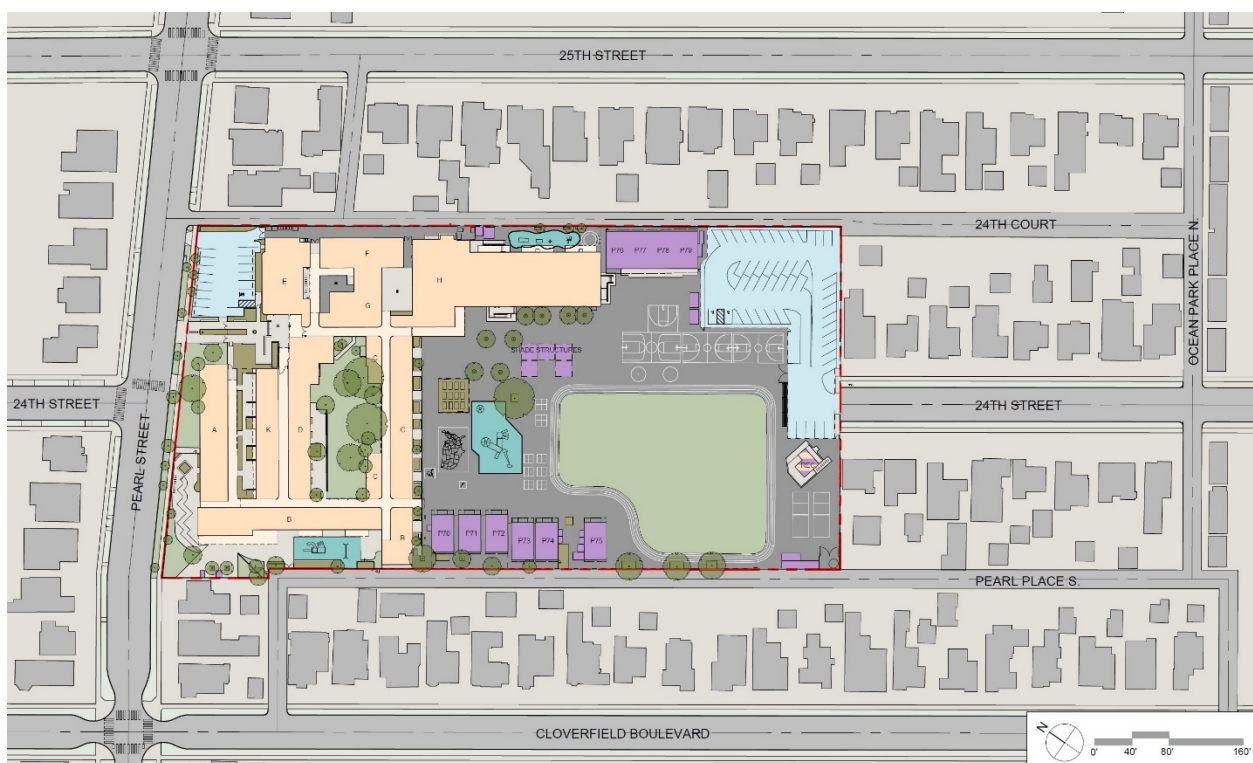 25TH STREET
24TH COURT
OCEAN PARK PLACE N.
F
E
H
G
P76 P77 P78 P79
SHADE STRUCTURES
24TH STREET
24TH STREET
PEARL STREET
A
K
D
C
C
C
B
B
P70 P71 P72 P73 P74 P75
PEARL PLACE S.
CLOVERFIELD BOULEVARD
N
0' 40' 80' 160'